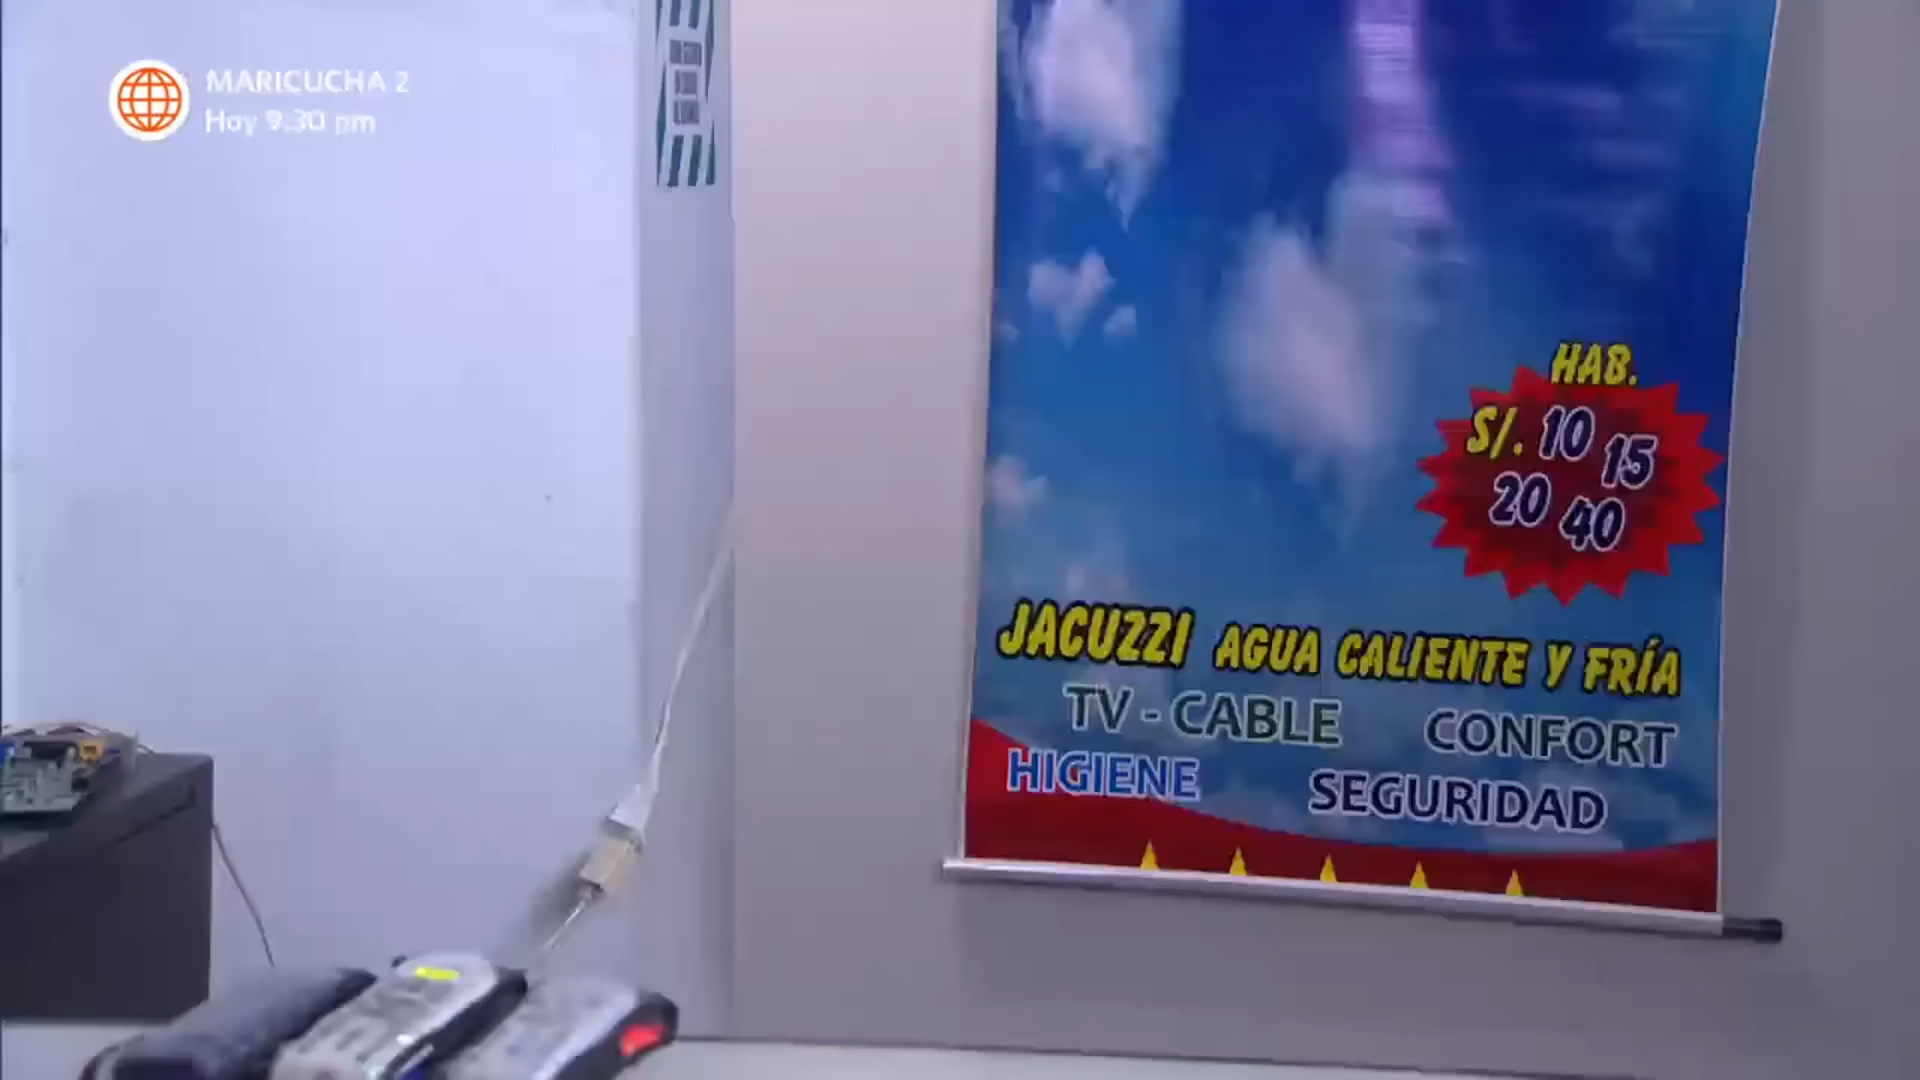 MARICUCHA 2
Hoy 9.30 pm
HAB.
S/. 10 15
20 40
JACUZZI AGUA CALIENTE Y FRÍA
TV - CABLE CONFORT
HIGIENE SEGURIDAD